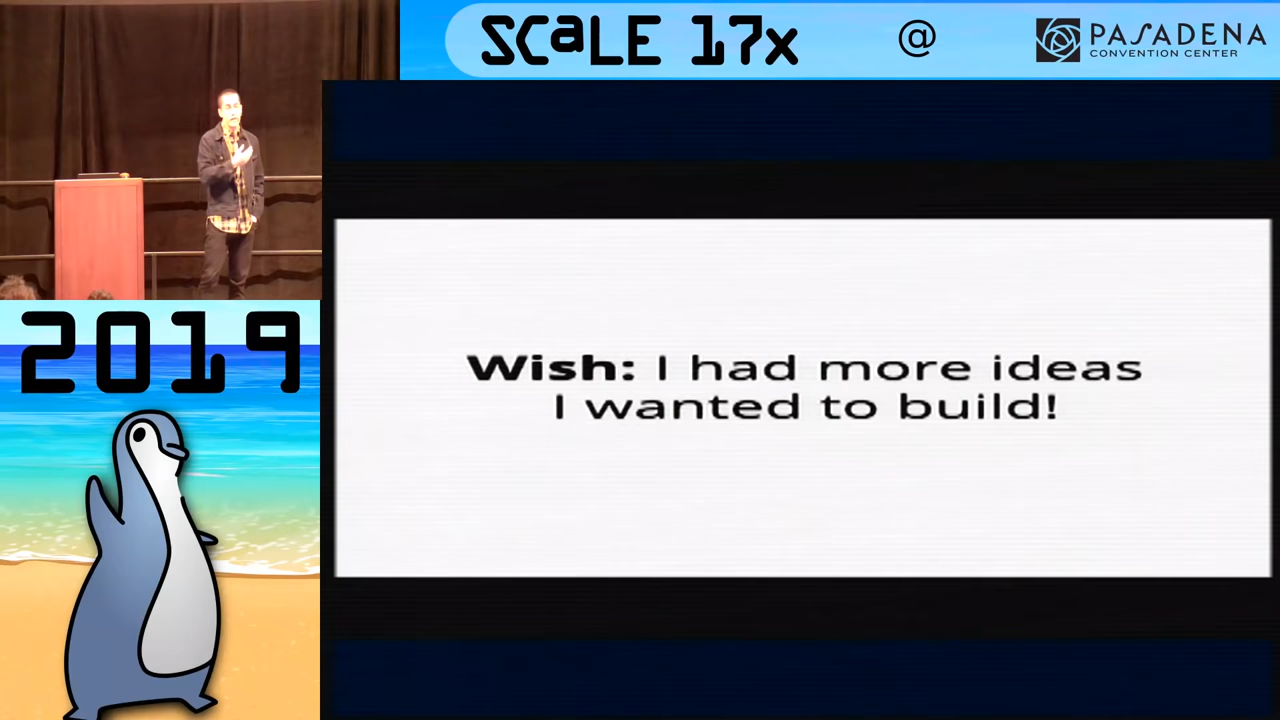 SCaLE 17x
@
PASADENA
CONVENTION CENTER
2019
Wish: I had more ideas
I wanted to build!